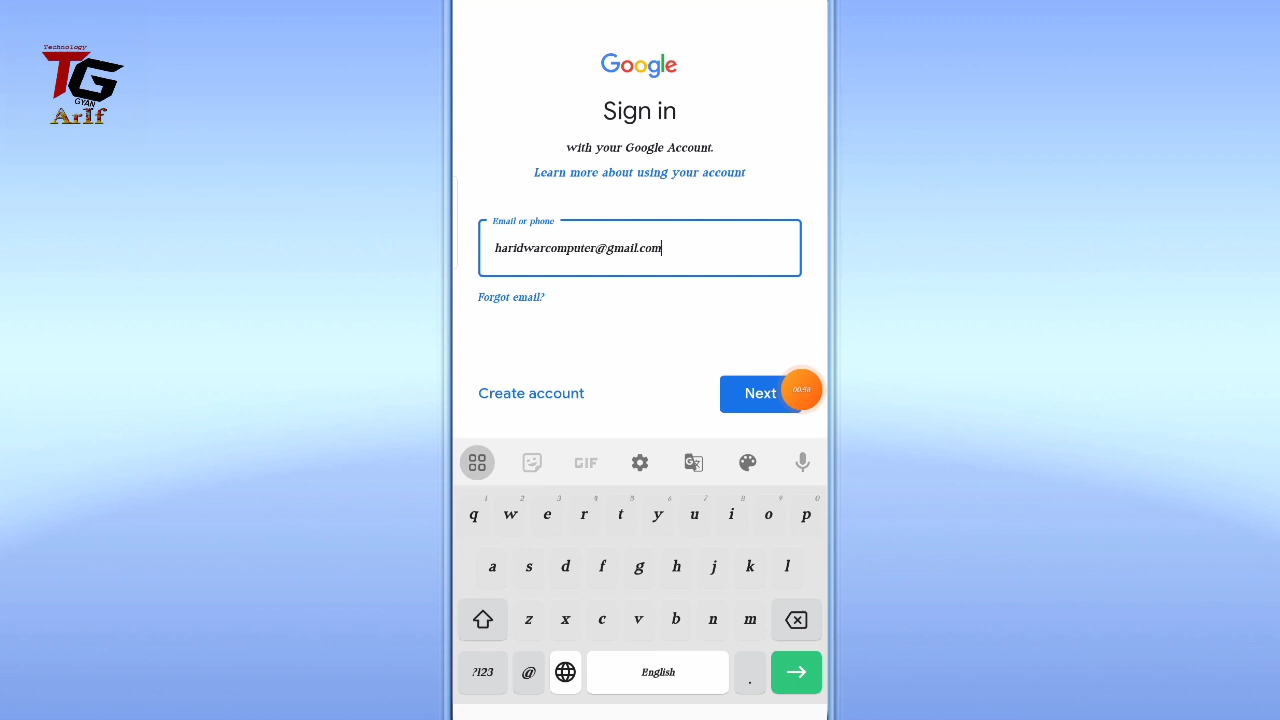 Technology
TG
GYAN
ArIf
Google
Sign in
with your Google Account.
Learn more about using your account
Email or phone
haridwarcomputer@gmail.com
Forgot email?
Create account
Next
00:58
GIF
1 2 3 4 5 6 7 8 9 0
q w e r t y u i o p
a s d f g h j k l
z x c v b n m
?123 @ English .